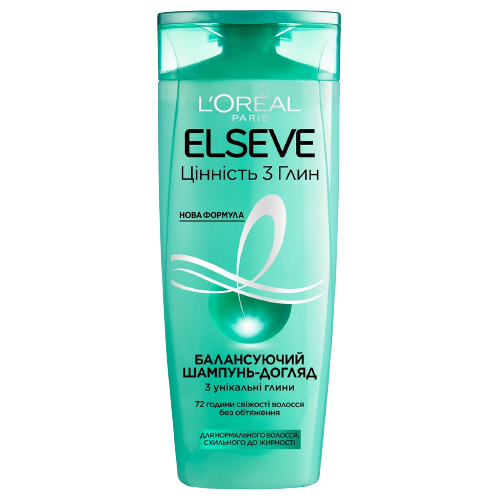 L'ORÉAL
PARIS
ELSEVE
Цінність 3 Глин
НОВА ФОРМУЛА
БАЛАНСУЮЧИЙ
ШАМПУНЬ-ДОГЛЯД
3 унікальні глини
72 години свіжості волосся
без обтяження
ДЛЯ НОРМАЛЬНОГО ВОЛОССЯ,
СХИЛЬНОГО ДО ЖИРНОСТІ